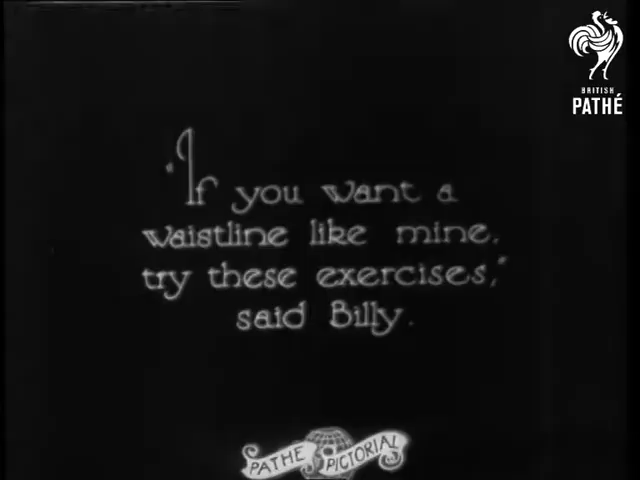 BRITISH
PATHÉ
"If you want a
waistline like mine,
try these exercises,"
said Billy.
PATHE PICTORIAL